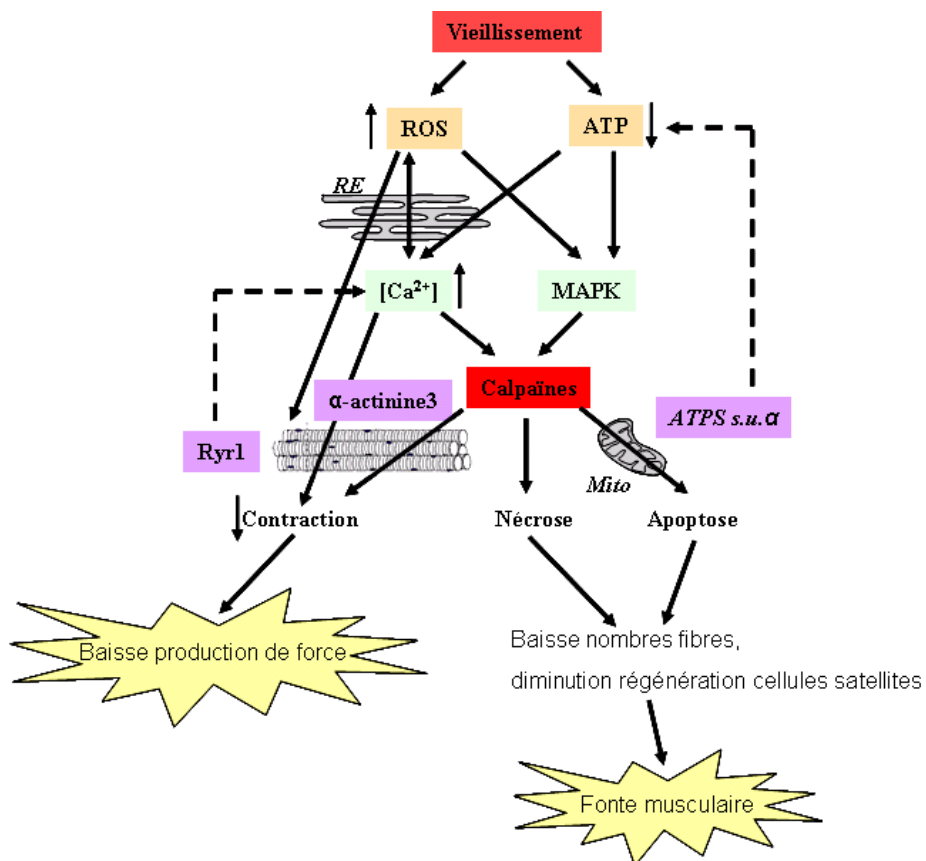 Vieillissement
ROS
ATP
RE
[Ca²⁺]
MAPK
α-actinine3
Calpaïnes
ATPS s.u.α
Ryr1
Mito
Contraction
Nécrose
Apoptose
Baisse production de force
Baisse nombres fibres,
diminution régénération cellules satellites
Fonte musculaire